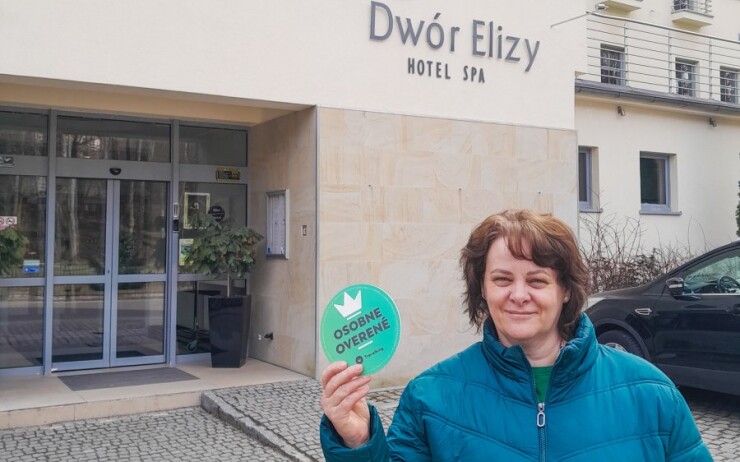 Dwór Elizy
HOTEL SPA
OSOBNE
OVERENÉ